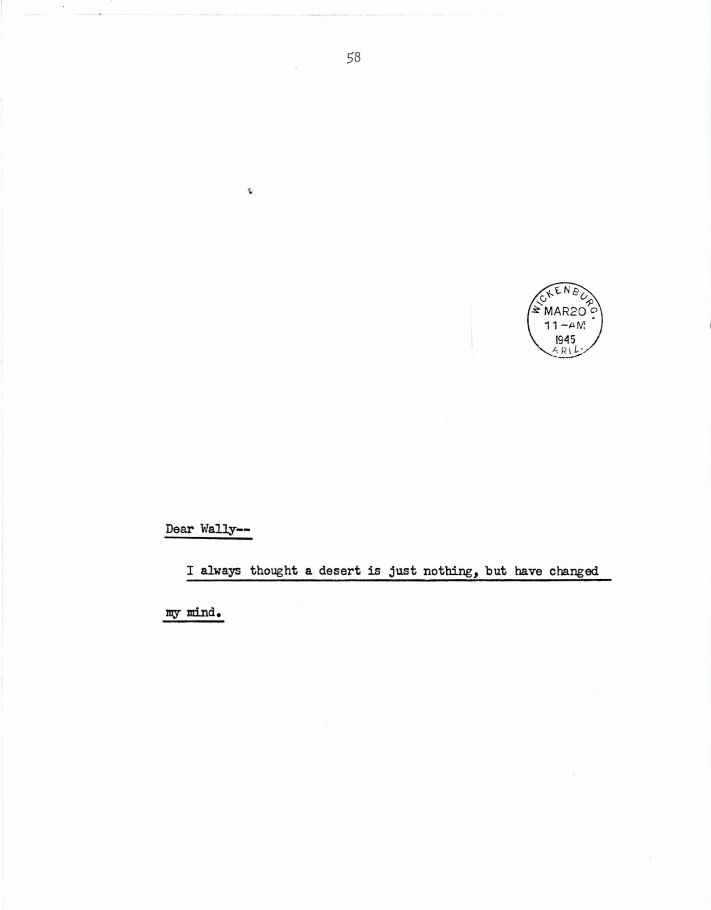 58
WICKENBURG.
MAR20
11-AM
1945
ARIZ.
Dear Wally--
I always thought a desert is just nothing, but have changed
my mind.